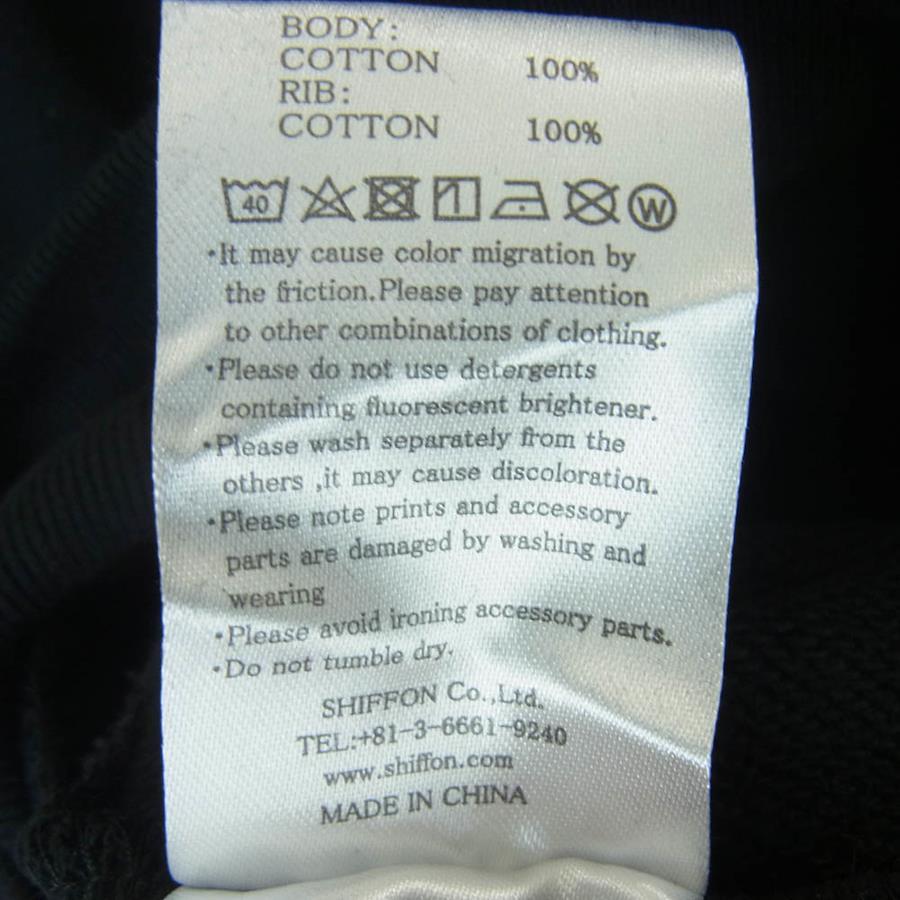 BODY:
COTTON 100%
RIB:
COTTON 100%
40 W
·It may cause color migration by
the friction.Please pay attention
to other combinations of clothing.
·Please do not use detergents
containing fluorescent brightener.
·Please wash separately from the
others ,it may cause discoloration.
·Please note prints and accessory
parts are damaged by washing and
wearing
·Please avoid ironing accessory parts.
·Do not tumble dry.
SHIFFON Co.,Ltd.
TEL:+81-3-6661-9240
www.shiffon.com
MADE IN CHINA